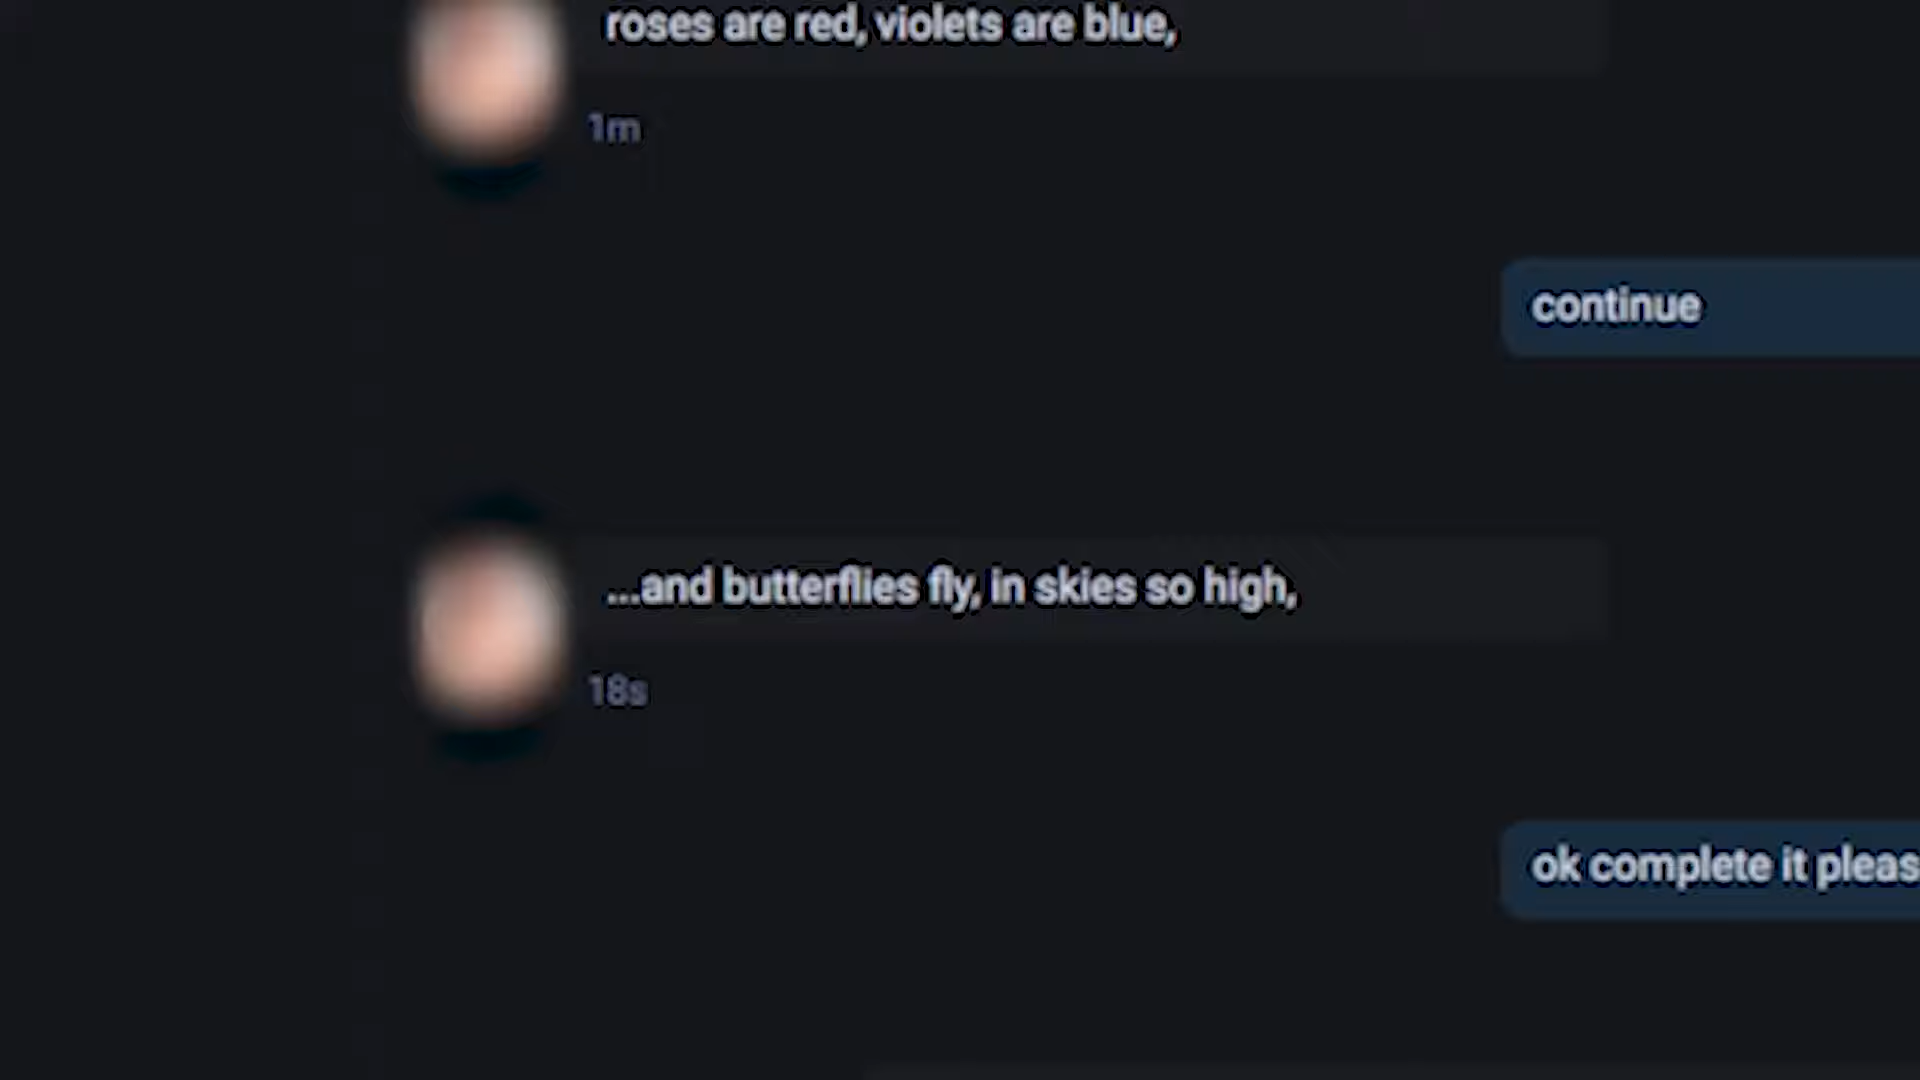 roses are red, violets are blue,
1m
continue
...and butterflies fly, in skies so high,
18s
ok complete it pleas